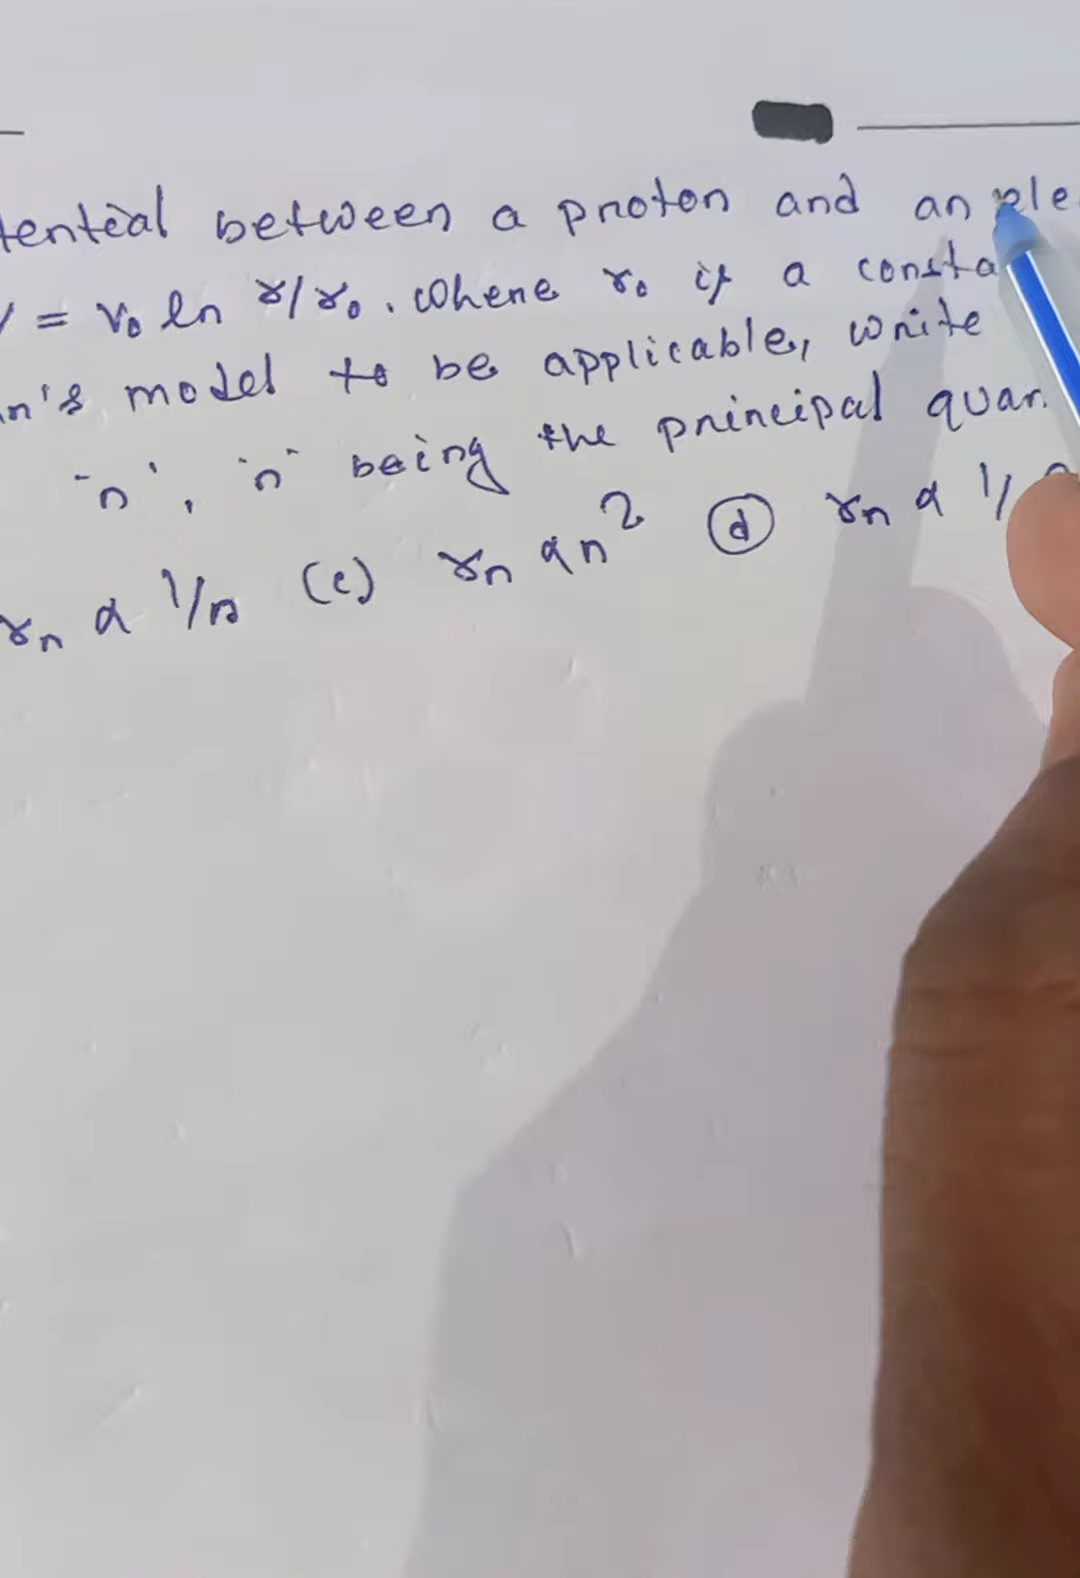 tential between a proton and an ele
V = V₀ ln r/r₀. Where r₀ is a consta
model to be applicable, write
"n", "n" being the principal quan
rₙ α 1/n (c) rₙ α n² (d) rₙ α 1/